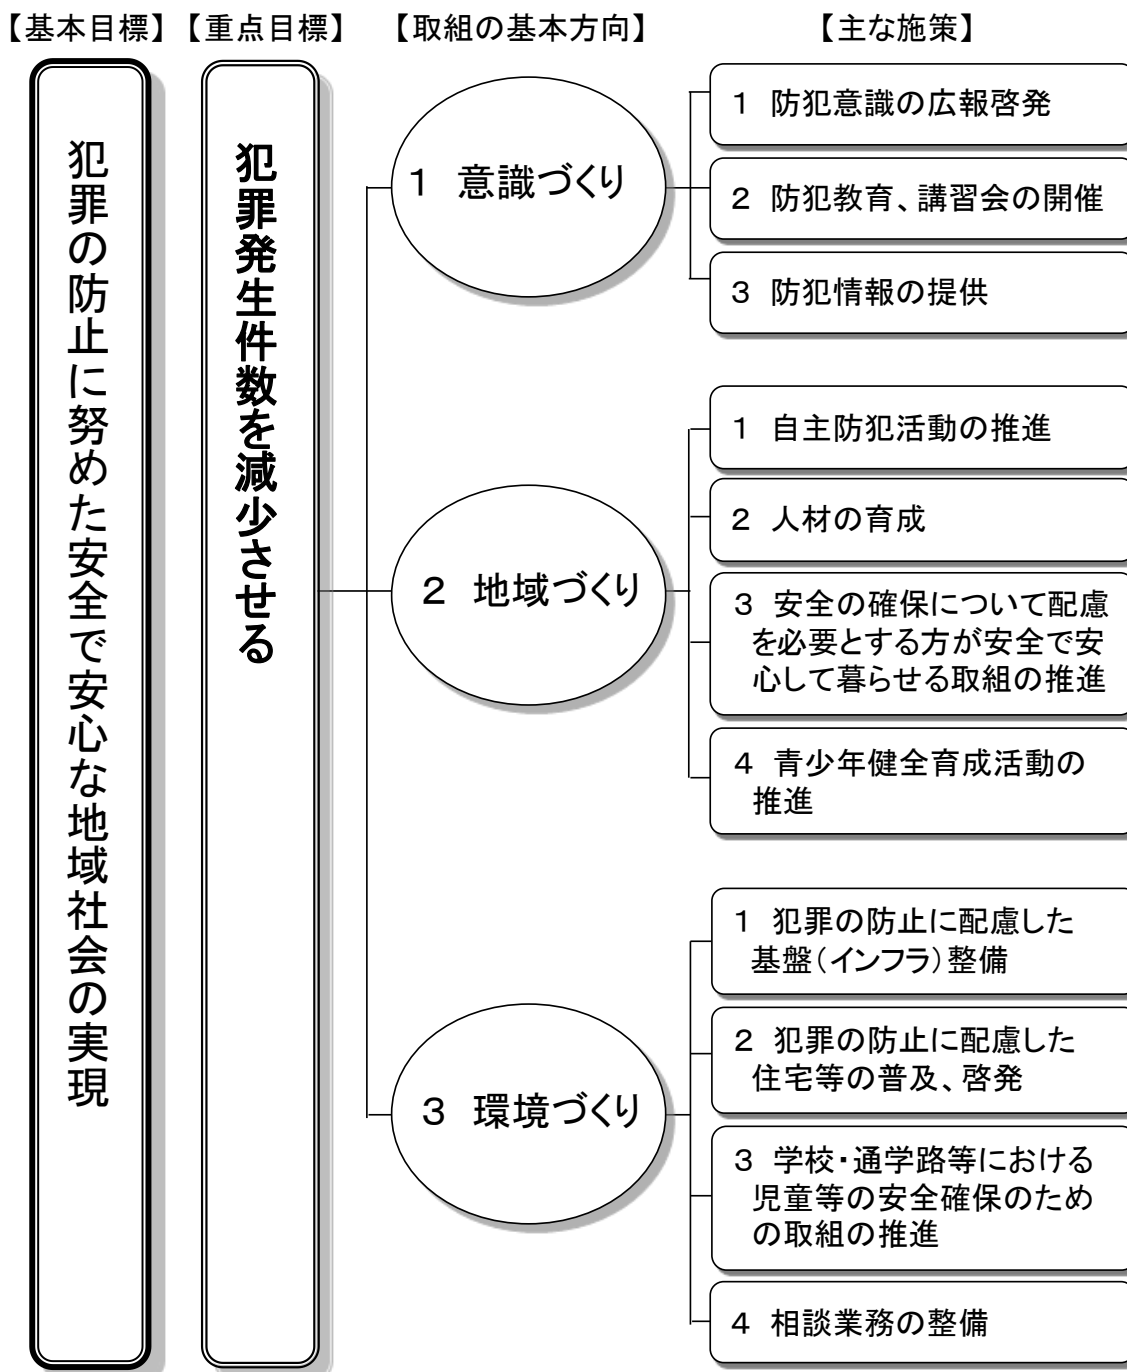 【基本目標】【重点目標】 【取組の基本方向】 【主な施策】
犯罪の防止に努めた安全で安心な地域社会の実現
犯罪発生件数を減少させる
1 意識づくり
1 防犯意識の広報啓発
2 防犯教育、講習会の開催
3 防犯情報の提供
2 地域づくり
1 自主防犯活動の推進
2 人材の育成
3 安全の確保について配慮
を必要とする方が安全で安
心して暮らせる取組の推進
4 青少年健全育成活動の
推進
3 環境づくり
1 犯罪の防止に配慮した
基盤(インフラ)整備
2 犯罪の防止に配慮した
住宅等の普及、啓発
3 学校・通学路等における
児童等の安全確保のため
の取組の推進
4 相談業務の整備